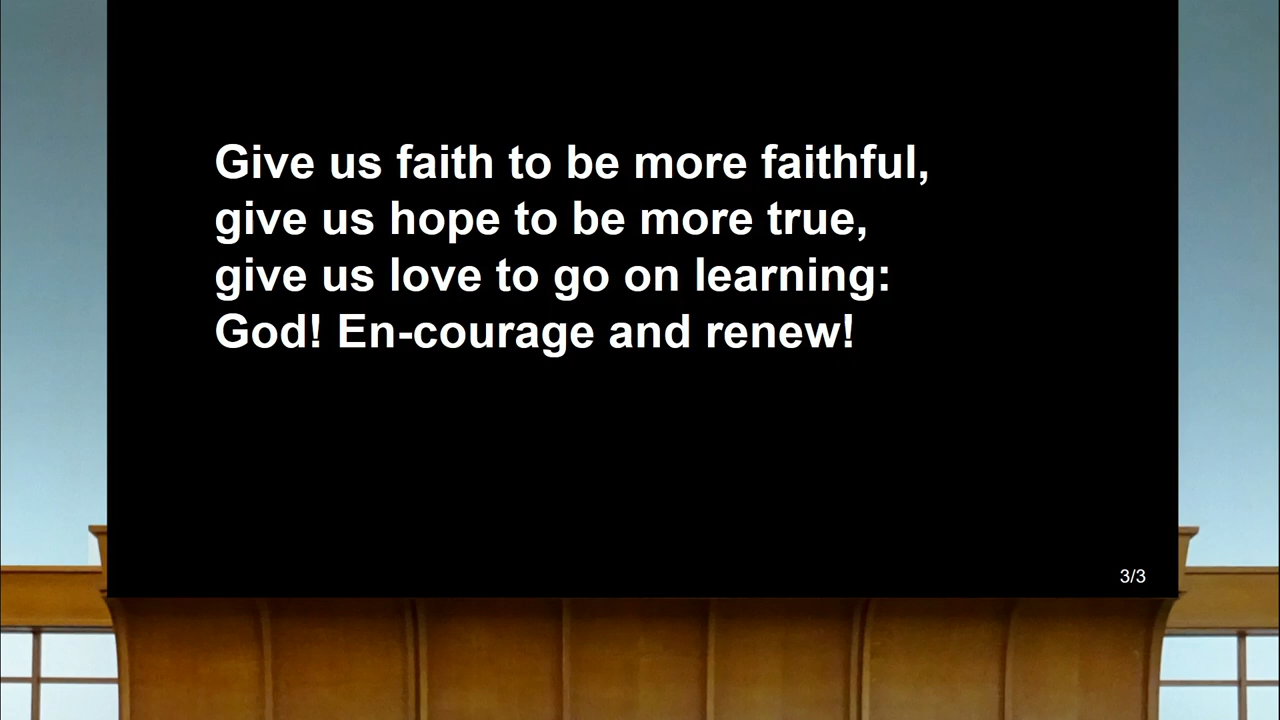 Give us faith to be more faithful,
give us hope to be more true,
give us love to go on learning:
God! En-courage and renew!
3/3